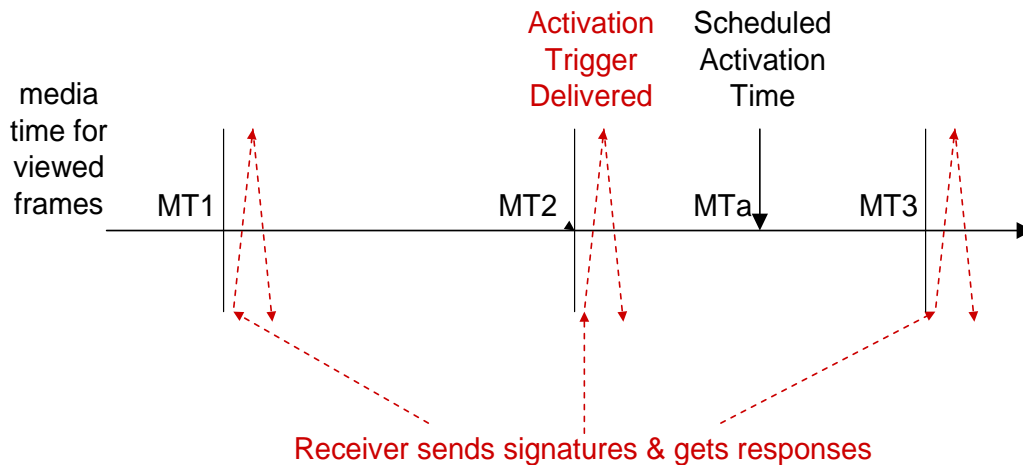 Activation
Trigger
Delivered
Scheduled
Activation
Time
media
time for
viewed
frames
MT1
MT2
MTa
MT3
Receiver sends signatures & gets responses